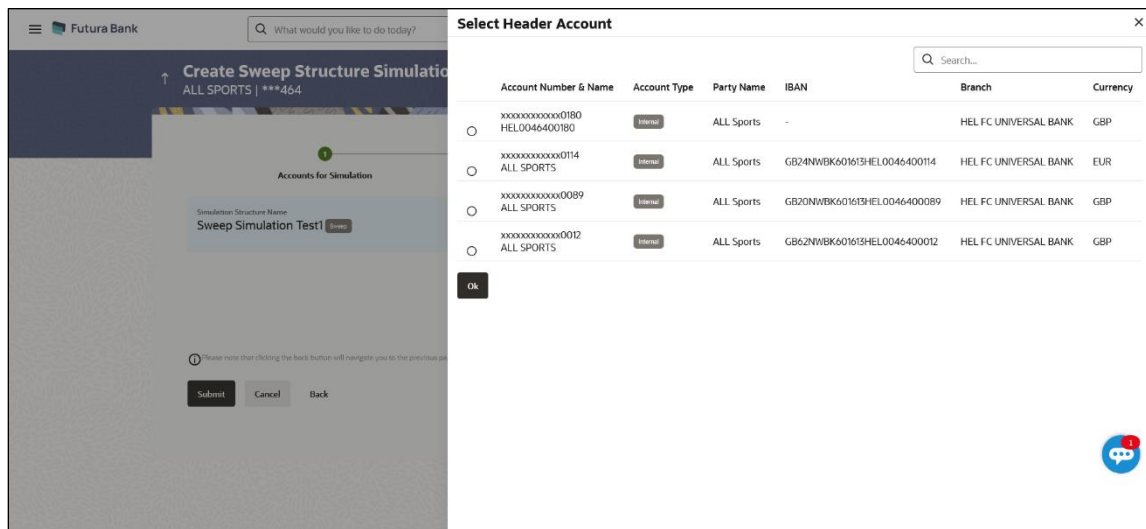 Futura Bank
What would you like to do today?
Create Sweep Structure Simulatio
ALL SPORTS | ***464
1
Accounts for Simulation
Simulation Structure Name
Sweep Simulation Test1 Sweep
Please note that clicking the back button will navigate you to the previous pa
Submit Cancel Back
Select Header Account
Search...
Account Number & Name Account Type Party Name IBAN Branch Currency
xxxxxxxxxxxx0180
HEL0046400180 Internal ALL Sports - HEL FC UNIVERSAL BANK GBP
xxxxxxxxxxxx0114
ALL SPORTS Internal ALL Sports GB24NWBK601613HEL0046400114 HEL FC UNIVERSAL BANK EUR
xxxxxxxxxxxx0089
ALL SPORTS Internal ALL Sports GB20NWBK601613HEL0046400089 HEL FC UNIVERSAL BANK GBP
xxxxxxxxxxxx0012
ALL SPORTS Internal ALL Sports GB62NWBK601613HEL0046400012 HEL FC UNIVERSAL BANK GBP
Ok
1